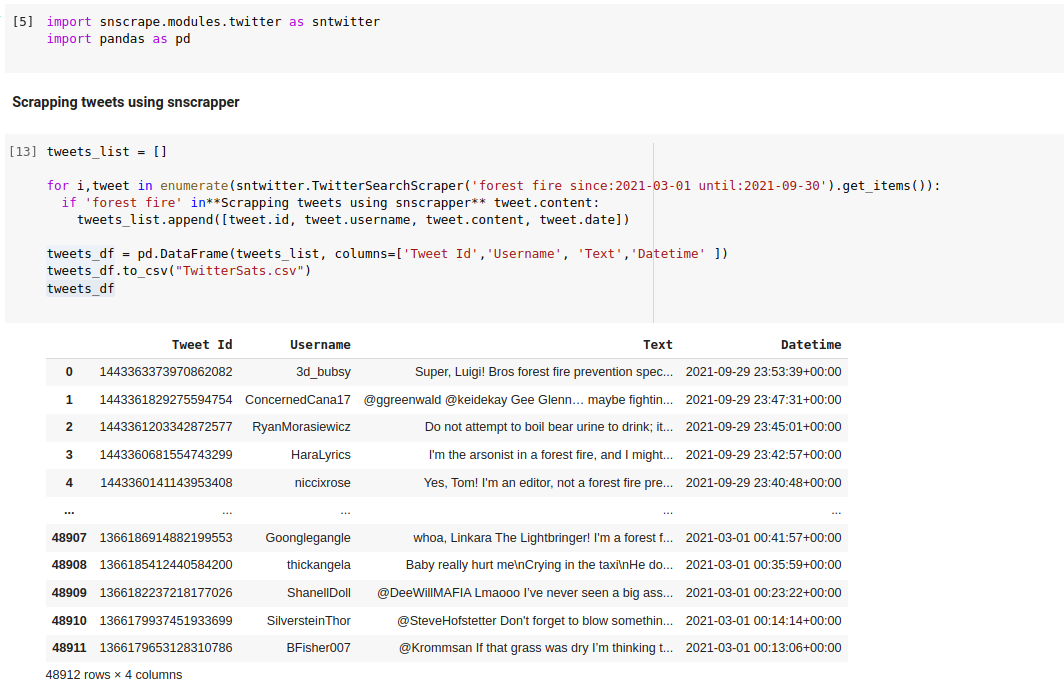 [5] import snscrape.modules.twitter as sntwitter
import pandas as pd
Scrapping tweets using snscrapper
[13] tweets_list = []
for i,tweet in enumerate(sntwitter.TwitterSearchScraper('forest fire since:2021-03-01 until:2021-09-30').get_items()):
if 'forest fire' in**Scrapping tweets using snscrapper** tweet.content:
tweets_list.append([tweet.id, tweet.username, tweet.content, tweet.date])
tweets_df = pd.DataFrame(tweets_list, columns=['Tweet Id','Username', 'Text','Datetime' ])
tweets_df.to_csv("TwitterSats.csv")
tweets_df
Tweet Id Username Text Datetime
0 1443363373970862082 3d_bubsy Super, Luigi! Bros forest fire prevention spec... 2021-09-29 23:53:39+00:00
1 1443361829275594754 ConcernedCana17 @ggreenwald @keidekay Gee Glenn… maybe fightin... 2021-09-29 23:47:31+00:00
2 1443361203342872577 RyanMorasiewicz Do not attempt to boil bear urine to drink; it... 2021-09-29 23:45:01+00:00
3 1443360681554743299 HaraLyrics I'm the arsonist in a forest fire, and I might... 2021-09-29 23:42:57+00:00
4 1443360141143953408 niccixrose Yes, Tom! I'm an editor, not a forest fire pre... 2021-09-29 23:40:48+00:00
... ... ... ... ...
48907 1366186914882199553 Goonglegangle whoa, Linkara The Lightbringer! I'm a forest f... 2021-03-01 00:41:57+00:00
48908 1366185412440584200 thickangela Baby really hurt me\nCrying in the taxi\nHe do... 2021-03-01 00:35:59+00:00
48909 1366182237218177026 ShanellDoll @DeeWillMAFIA Lmaooo I've never seen a big ass... 2021-03-01 00:23:22+00:00
48910 1366179937451933699 SilversteinThor @SteveHofstetter Don't forget to blow somethin... 2021-03-01 00:14:14+00:00
48911 1366179653128310786 BFisher007 @Krommsan If that grass was dry I'm thinking t... 2021-03-01 00:13:06+00:00
48912 rows × 4 columns